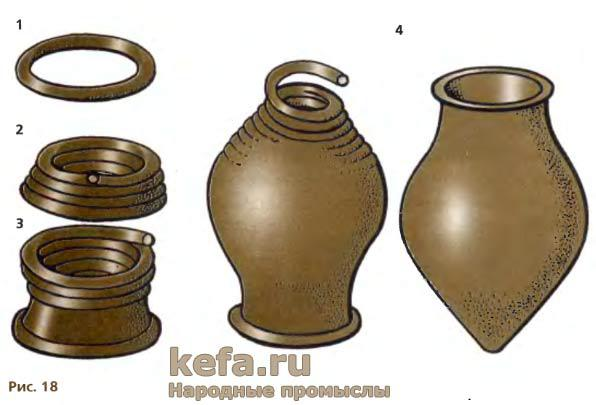 1
4
2
3
kefa.ru
Рис. 18
Народные промыслы